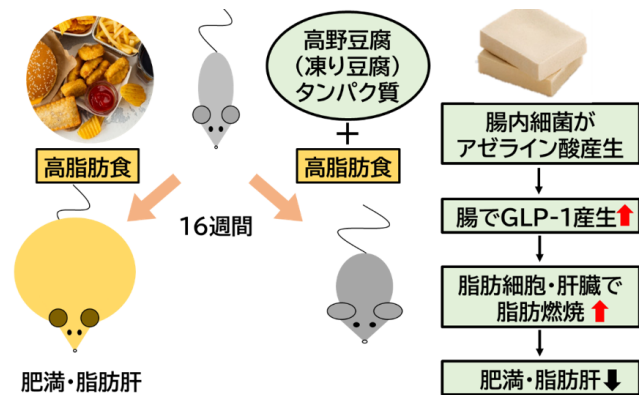 高野豆腐
（凍り豆腐）
タンパク質
+
高脂肪食
高脂肪食
16週間
肥満・脂肪肝
腸内細菌が
アゼライン酸産生
腸でGLP-1産生
脂肪細胞・肝臓で
脂肪燃焼
肥満・脂肪肝